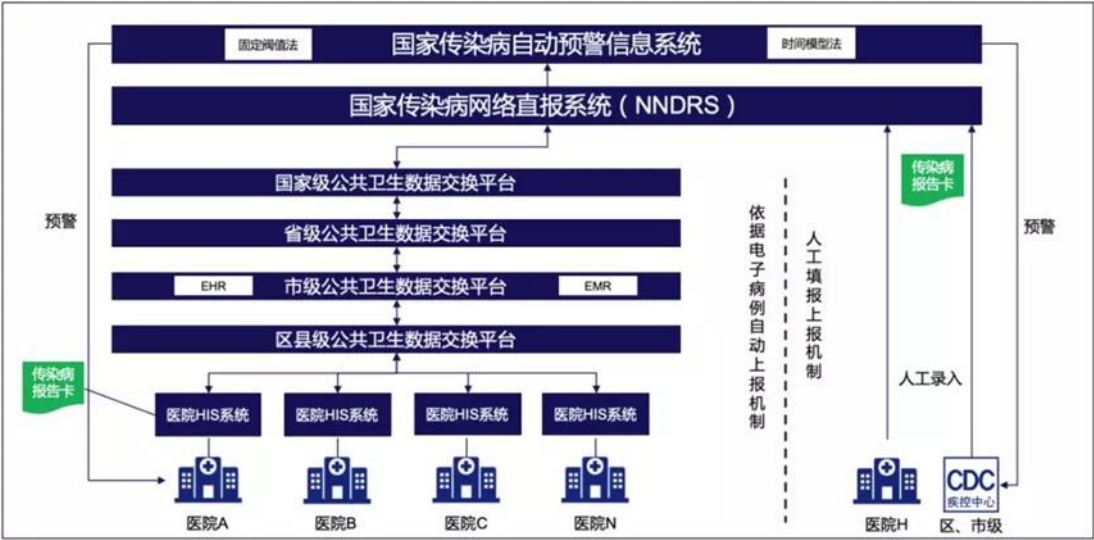 固定阀值法
国家传染病自动预警信息系统
时间模型法
国家传染病网络直报系统（NNDRS）
传染病
报告卡
国家级公共卫生数据交换平台
预警
省级公共卫生数据交换平台
预警
依据电子病例自动上报机制
人工填报上报机制
EHR
市级公共卫生数据交换平台
EMR
区县级公共卫生数据交换平台
传染病
报告卡
人工录入
医院HIS系统
医院HIS系统
医院HIS系统
医院HIS系统
CDC
疾控中心
医院A
医院B
医院C
医院N
医院H
区、市级